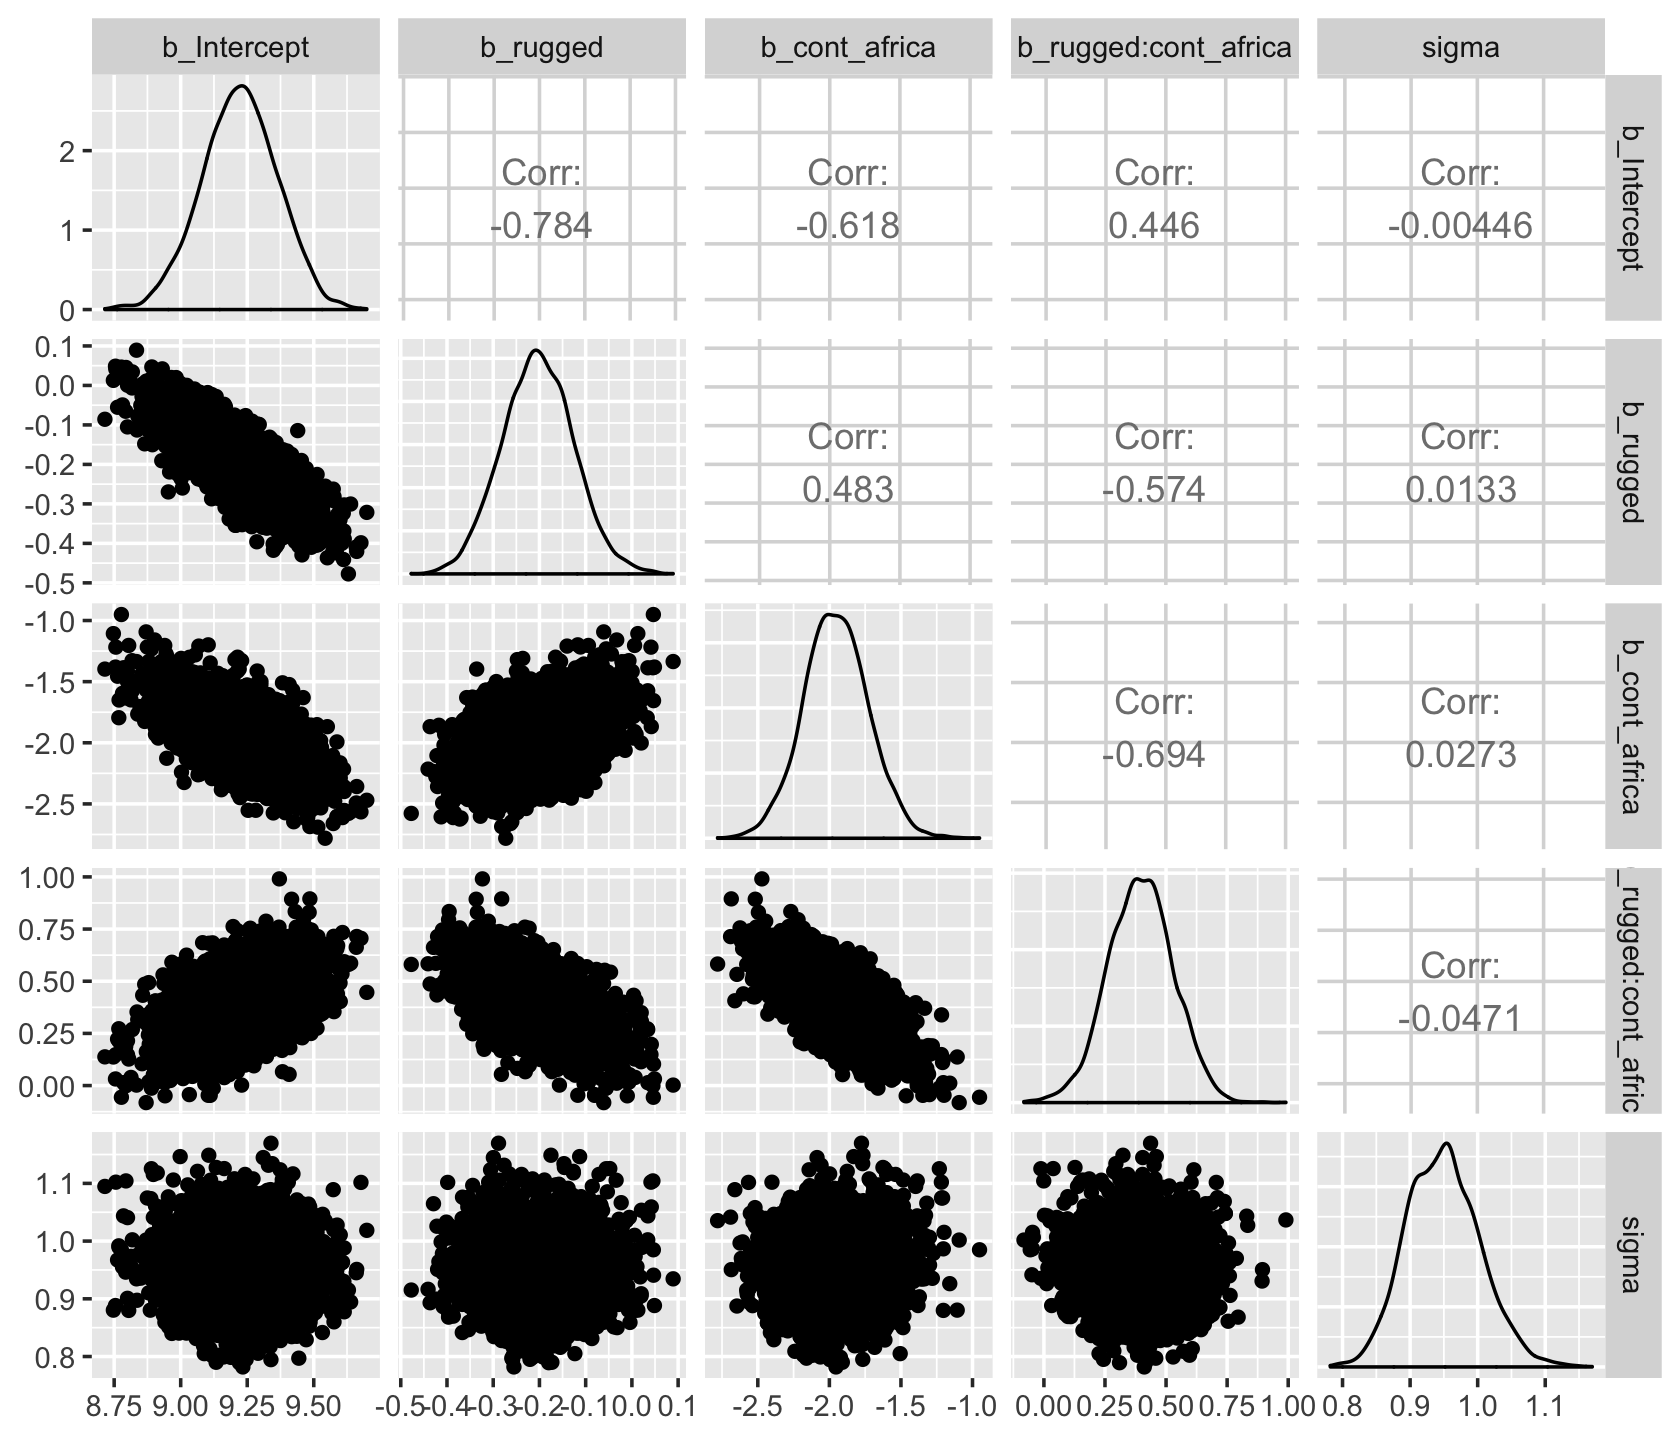 b_Intercept b_rugged b_cont_africa b_rugged:cont_africa sigma
2
1
0
Corr:
-0.784
Corr:
-0.618
Corr:
0.446
Corr:
-0.00446
b_Intercept
0.1
0.0
-0.1
-0.2
-0.3
-0.4
-0.5
Corr:
0.483
Corr:
-0.574
Corr:
0.0133
b_rugged
-1.0
-1.5
-2.0
-2.5
Corr:
-0.694
Corr:
0.0273
b_cont_africa
1.00
0.75
0.50
0.25
0.00
Corr:
-0.0471
_rugged:cont_afric
1.1
1.0
0.9
0.8
sigma
8.75 9.00 9.25 9.50
-0.5 -0.4 -0.3 -0.2 -0.1 0.0 0.1
-2.5 -2.0 -1.5 -1.0
0.00 0.25 0.50 0.75 1.00
0.8 0.9 1.0 1.1